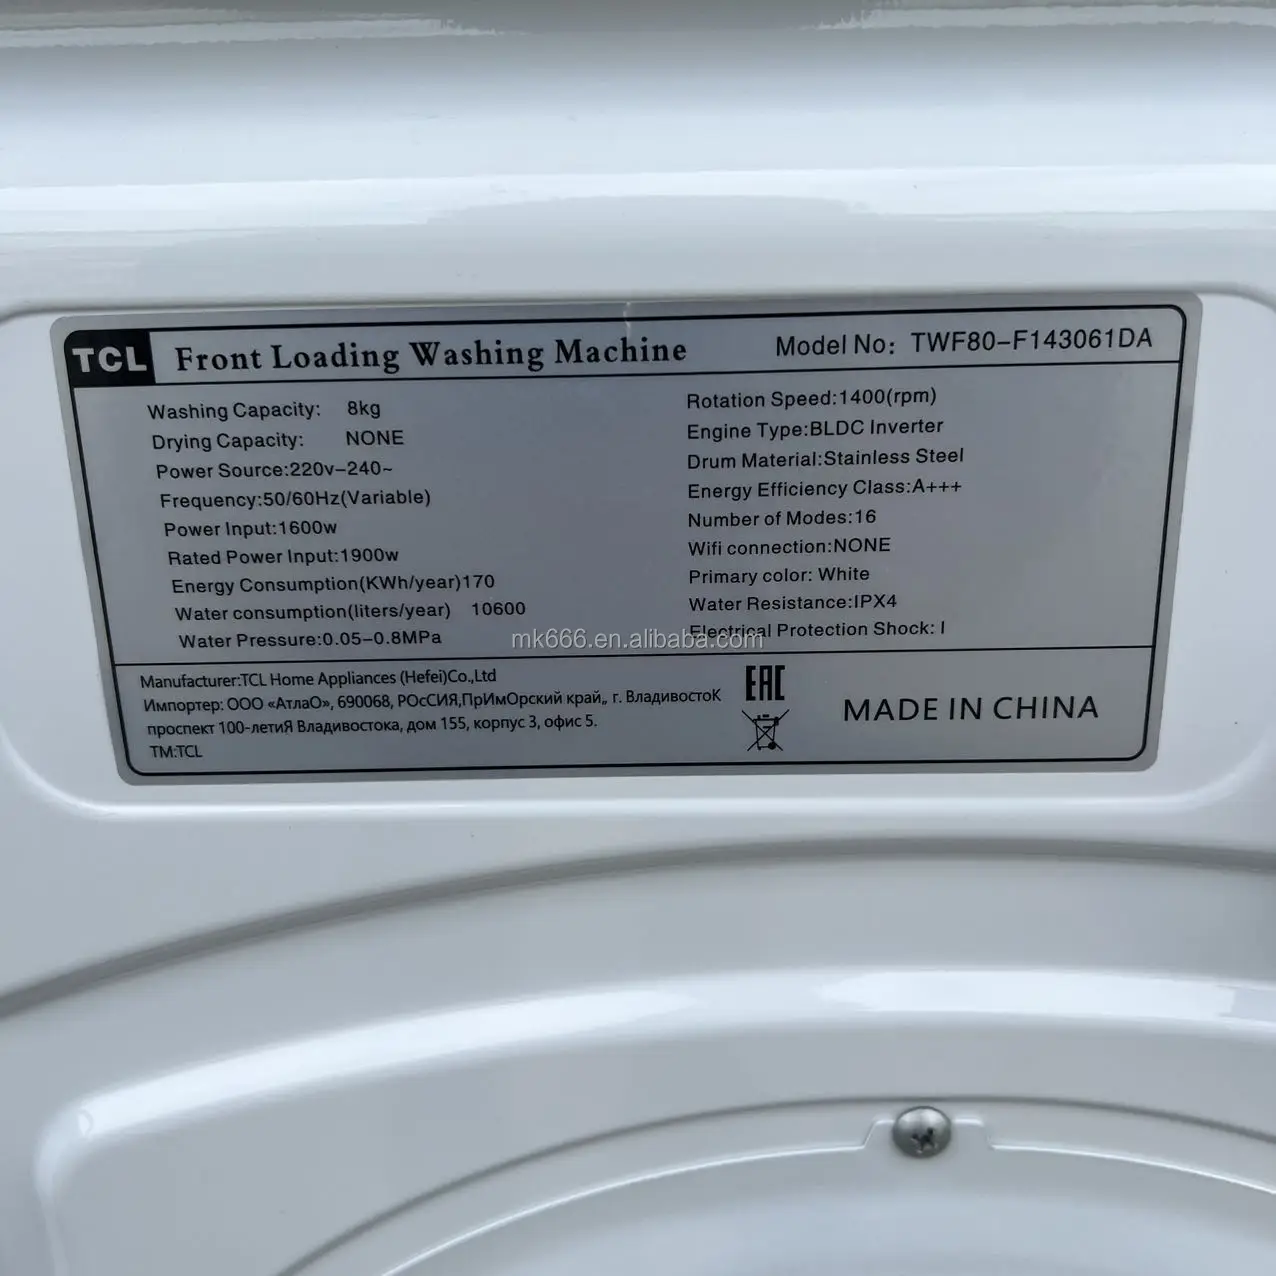 TCL Front Loading Washing Machine Model No: TWF80-F143061DA
Washing Capacity: 8kg
Drying Capacity: NONE
Power Source:220v-240~
Frequency:50/60Hz(Variable)
Power Input:1600w
Rated Power Input:1900w
Energy Consumption(KWh/year)170
Water consumption(liters/year) 10600
Water Pressure:0.05-0.8MPa
Rotation Speed:1400(rpm)
Engine Type:BLDC Inverter
Drum Material:Stainless Steel
Energy Efficiency Class:A+++
Number of Modes:16
Wifi connection:NONE
Primary color: White
Water Resistance:IPX4
Electrical Protection Shock: I
mk666.en.alibaba.com
Manufacturer:TCL Home Appliances (Hefei)Co.,Ltd
Импортер: ООО «АтлаО», 690068, РОсСИЯ,ПрИмОрский край,, г. ВладивостоК
проспект 100-летиЯ Владивостока, дом 155, корпус 3, офис 5.
TM:TCL
EAC
MADE IN CHINA